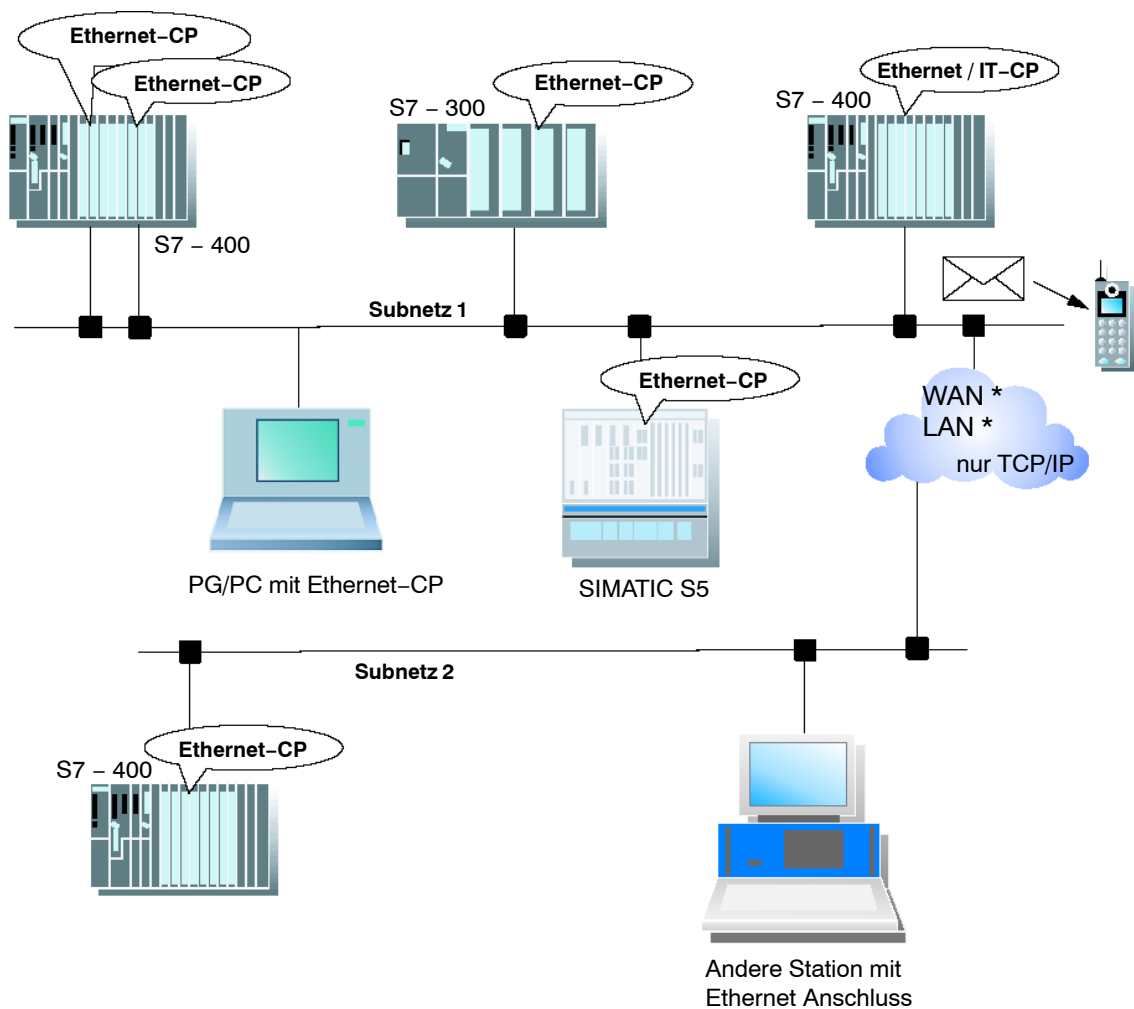 Ethernet–CP
Ethernet–CP
S7 – 400
S7 – 300
Ethernet–CP
S7 – 400
Ethernet / IT–CP
Subnetz 1
PG/PC mit Ethernet–CP
Ethernet–CP
SIMATIC S5
WAN *
LAN *
nur TCP/IP
Subnetz 2
S7 – 400
Ethernet–CP
Andere Station mit
Ethernet Anschluss